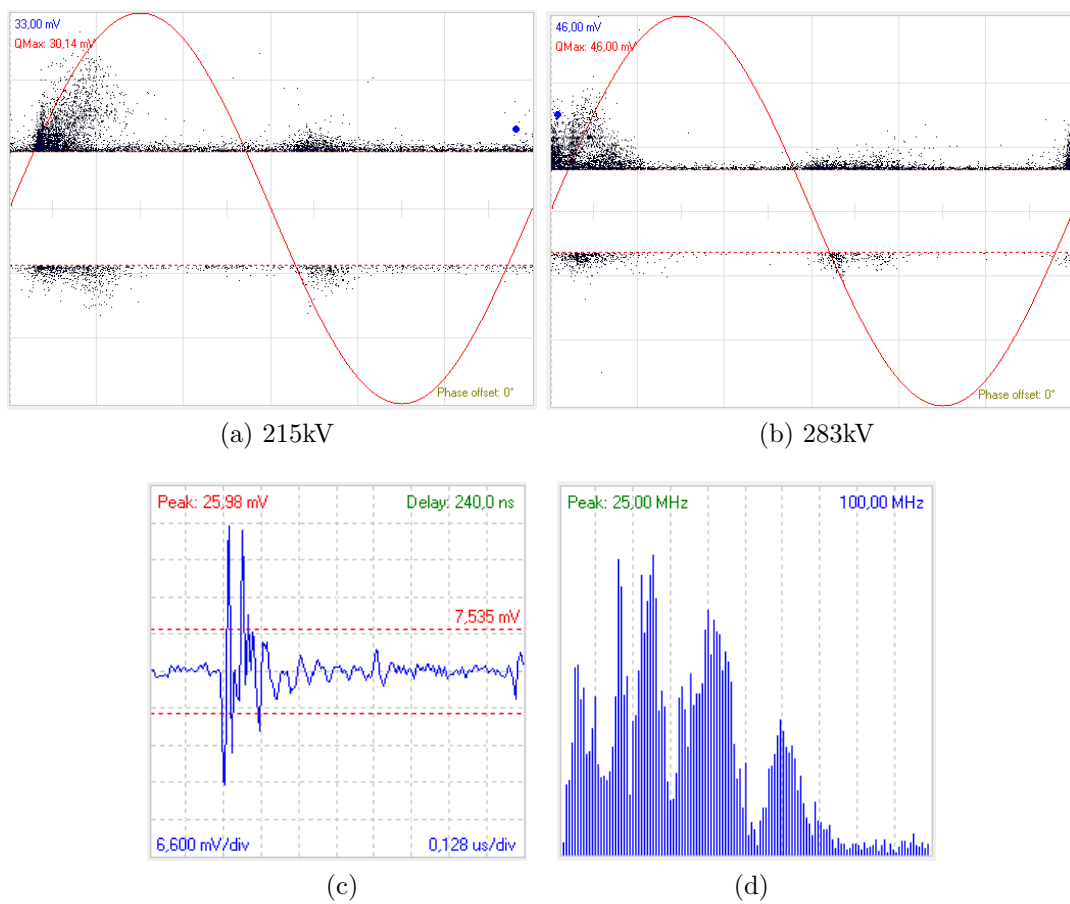 33,00 mV
QMax: 30,14 mV
Phase offset: 0°
46,00 mV
QMax: 46,00 mV
Phase offset: 0°
(a) 215kV
(b) 283kV
Peak: 25,98 mV
Delay: 240,0 ns
7,535 mV
6,600 mV/div
0,128 us/div
Peak: 25,00 MHz
100,00 MHz
(c)
(d)